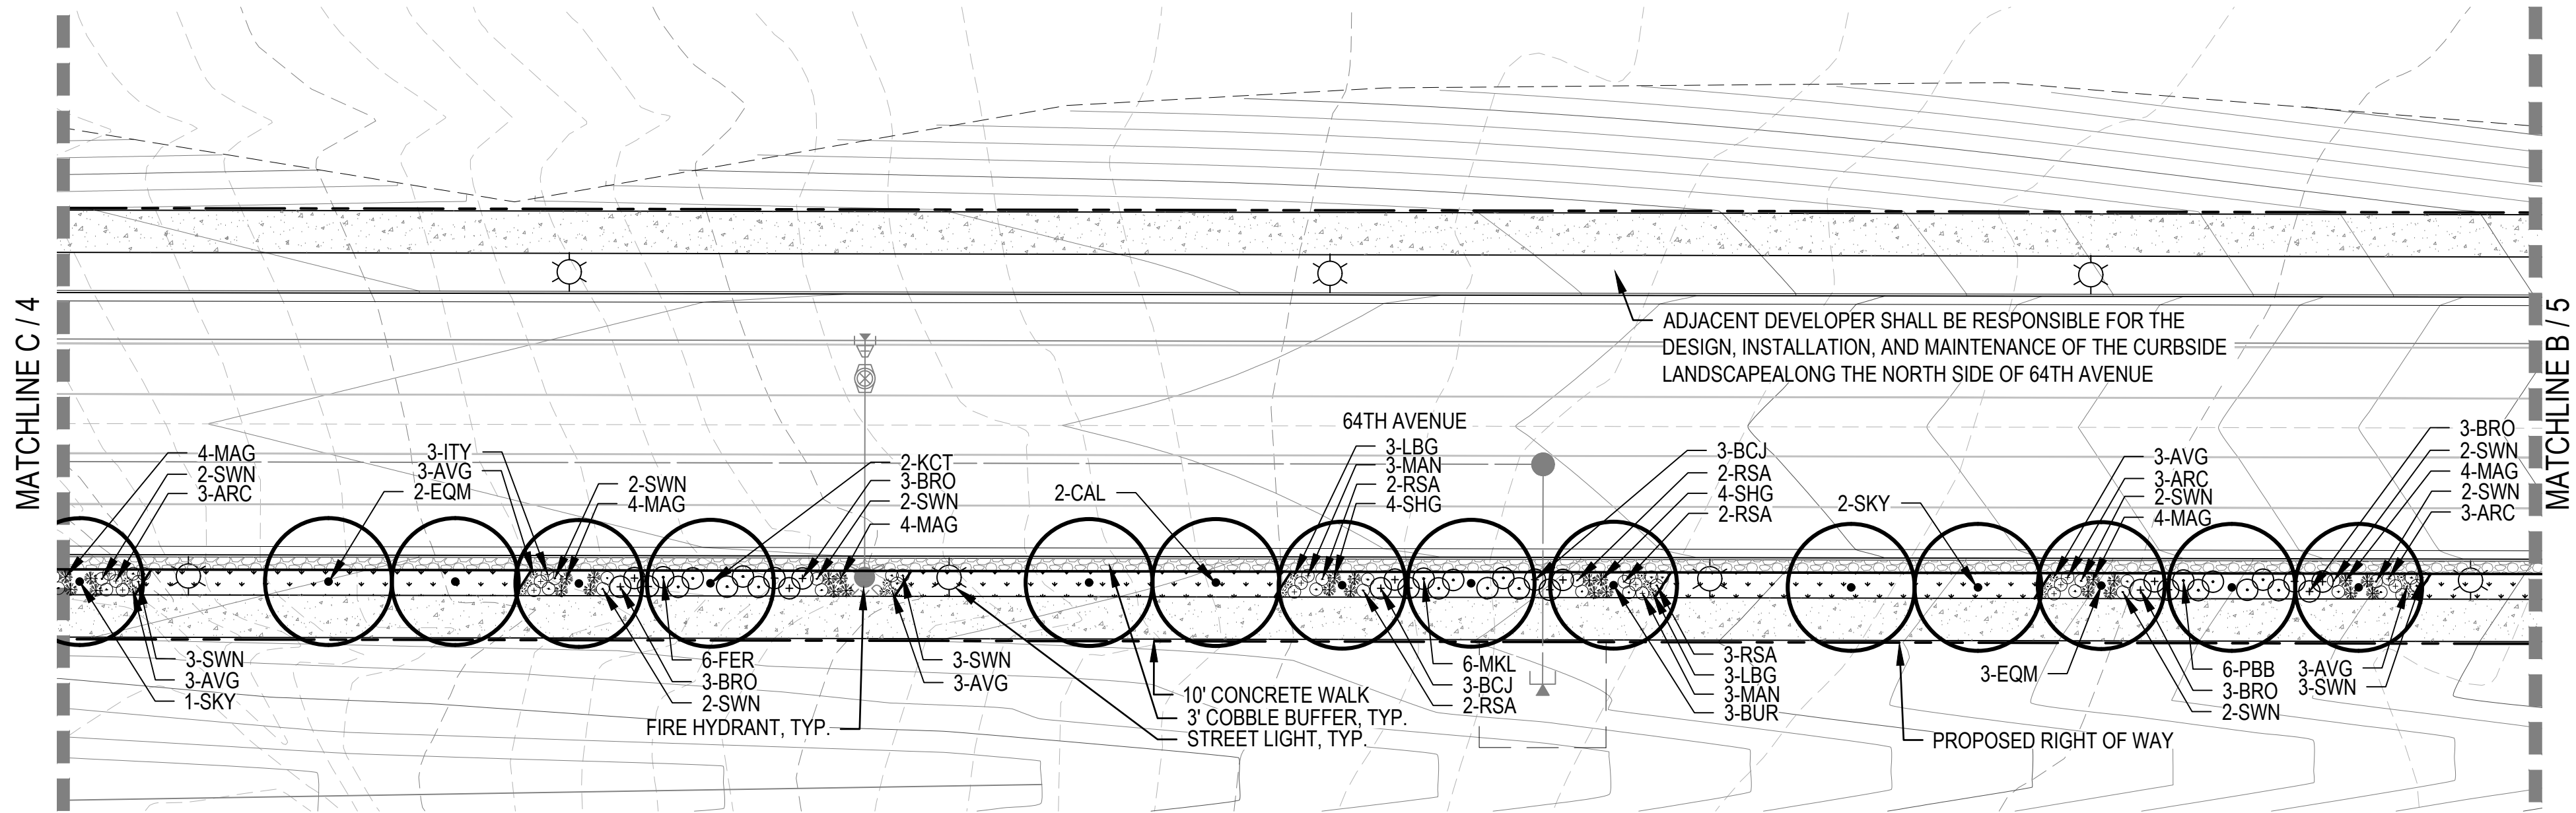 MATCHLINE C / 4
4-MAG
2-SWN
3-ARC
3-SWN
3-AVG
1-SKY
3-ITY
3-AVG
2-EQM
2-SWN
4-MAG
6-FER
3-BRO
2-SWN
FIRE HYDRANT, TYP.
2-KCT
3-BRO
2-SWN
4-MAG
3-SWN
3-AVG
2-CAL
10' CONCRETE WALK
3' COBBLE BUFFER, TYP.
STREET LIGHT, TYP.
64TH AVENUE
3-LBG
3-MAN
2-RSA
4-SHG
6-MKL
3-BCJ
2-RSA
ADJACENT DEVELOPER SHALL BE RESPONSIBLE FOR THE
DESIGN, INSTALLATION, AND MAINTENANCE OF THE CURBSIDE
LANDSCAPEALONG THE NORTH SIDE OF 64TH AVENUE
3-BCJ
2-RSA
4-SHG
2-RSA
3-RSA
3-LBG
3-MAN
3-BUR
2-SKY
PROPOSED RIGHT OF WAY
3-AVG
3-ARC
2-SWN
4-MAG
3-EQM
6-PBB
3-BRO
2-SWN
3-AVG
3-SWN
3-BRO
2-SWN
4-MAG
2-SWN
3-ARC
MATCHLINE B / 5